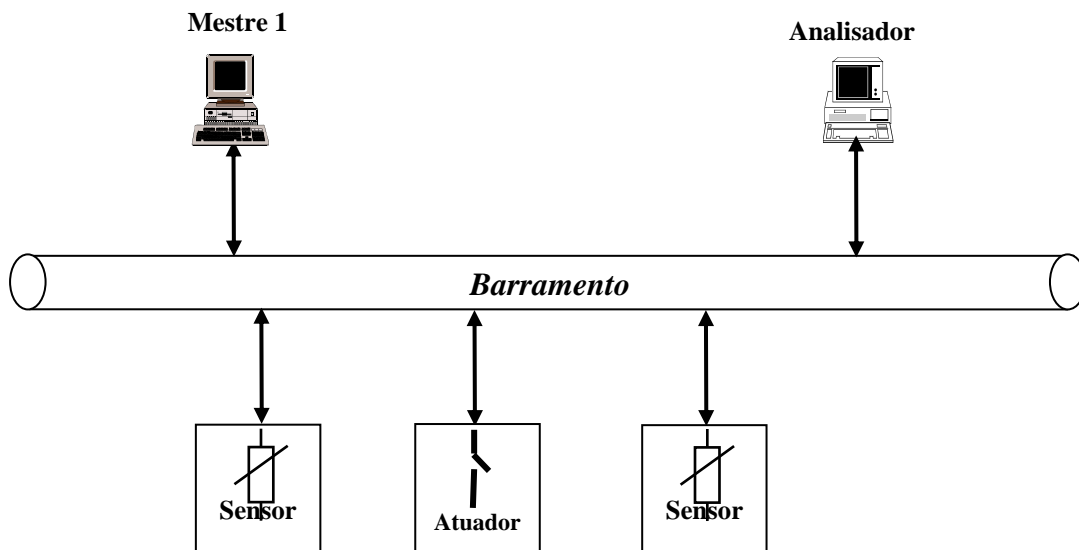 Mestre 1
Analisador
Barramento
Sensor
Atuador
Sensor